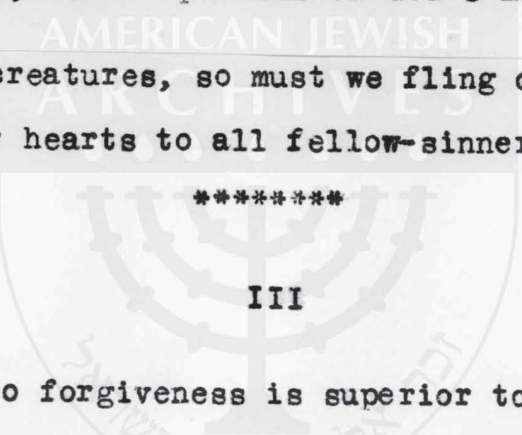 AMERICAN JEWISH
creatures, so must we fling
ARCHIVES
hearts to all fellow-sinner
********
III
forgiveness is superior to